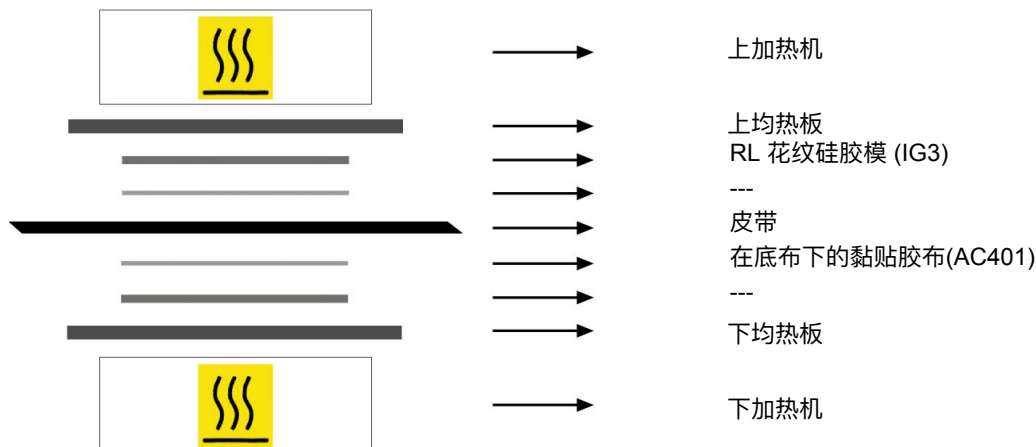 上加热机
上均热板
RL 花纹硅胶模 (IG3)
---
皮带
在底布下的黏贴胶布(AC401)
---
下均热板
下加热机